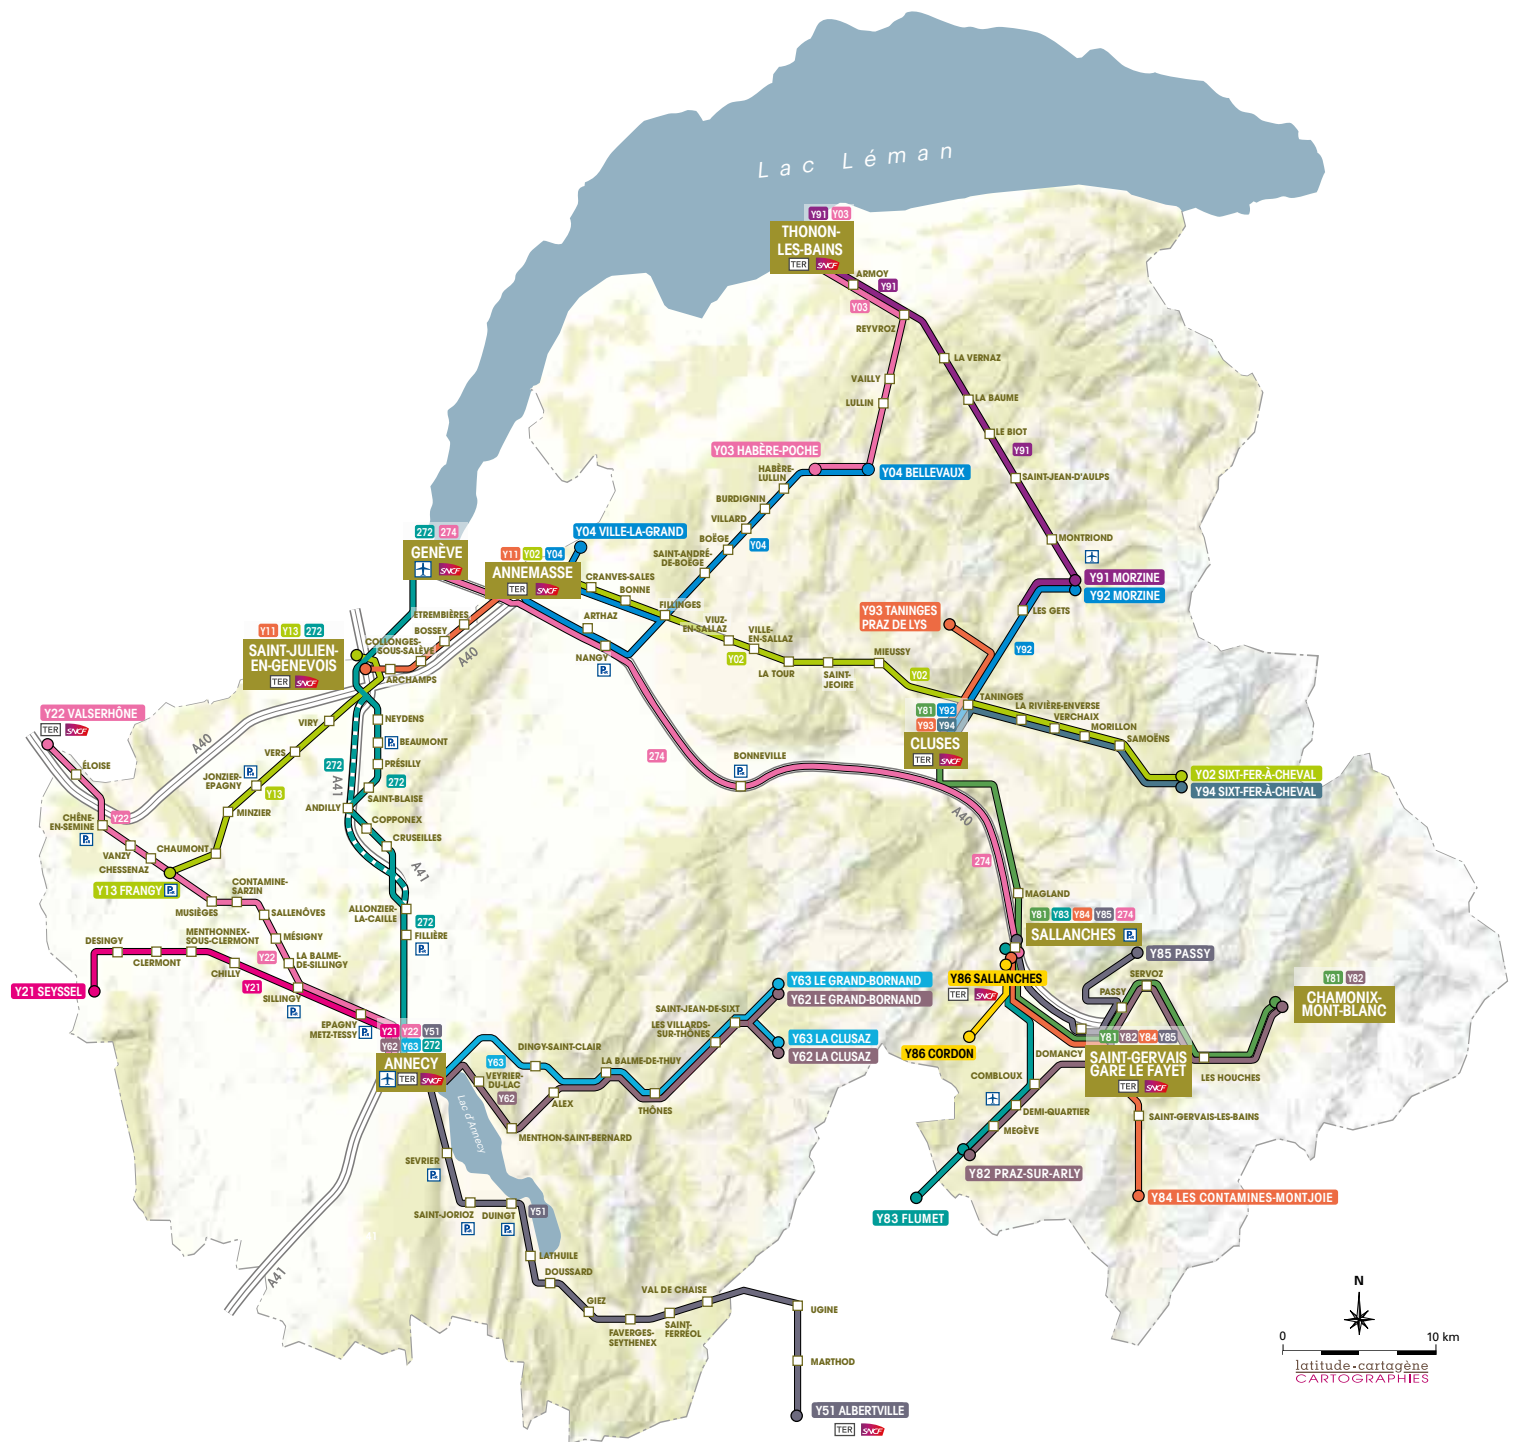 Lac Léman
Y91 Y03
THONON-
LES-BAINS
TER SNCF
ARMOY
Y91
Y03
REYVROZ
LA VERNAZ
VAILLY
LULLIN
LA BAUME
LE BIOT
Y91
SAINT-JEAN-D'AULPS
MONTRIOND
Y91 MORZINE
Y92 MORZINE
LES GETS
Y92
Y03 HABÈRE-POCHE
Y04 BELLEVAUX
HABÈRE-
LULLIN
BURDIGNIN
VILLARD
BOËGE
Y04
SAINT-ANDRÉ-
DE-BOËGE
272 274
GENÈVE
SNCF
Y04 VILLE-LA-GRAND
Y11 Y02 Y04
ANNEMASSE
TER SNCF
CRANVES-SALES
BONNE
FILLINGES
ARTHAZ
NANGY
P
VIUZ-
EN-SALLAZ
VILLE-
EN-SALLAZ
Y02
LA TOUR
SAINT-
JEOIRE
MIEUSSY
Y02
Y93 TANINGES
PRAZ DE LYS
TANINGES
LA RIVIÈRE-ENVERSE
VERCHAIX
MORILLON
SAMOËNS
Y02 SIXT-FER-À-CHEVAL
Y94 SIXT-FER-À-CHEVAL
Y81 Y92
Y93 Y94
CLUSES
TER SNCF
ETREMBIÈRES
BOSSEY
COLLONGES-
SOUS-SALÈVE
A40
ARCHAMPS
Y11 Y13 272
SAINT-JULIEN-
EN-GENEVOIS
TER SNCF
Y22 VALSERHÔNE
TER SNCF
ÉLOISE
A40
VIRY
VERS
NEYDENS
P BEAUMONT
PRÉSILLY
272
272
A41
SAINT-BLAISE
ANDILLY
COPPONEX
CRUSEILLES
A41
JONZIER-
EPAGNY
P
Y13
MINZIER
CHAUMONT
Y22
CHÊNE-
EN-SEMINE
P
VANZY
CHESSENAZ
Y13 FRANGY P
MUSIÈGES
CONTAMINE-
SARZIN
SALLENÔVES
MÉSIGNY
LA BALME-
DE-SILLINGY
Y22
ALLONZIER-
LA-CAILLE
272
FILLIÈRE
P
274
BONNEVILLE
P
A40
274
MAGLAND
DESINGY
CLERMONT
MENTHONNEX-
SOUS-CLERMONT
CHILLY
Y21
Y21 SEYSSEL
SILLINGY
P
EPAGNY
METZ-TESSY
P
Y21 Y22 Y51
Y62 Y63 272
ANNECY
TER SNCF
Y63
DINGY-SAINT-CLAIR
VEYRIER-
DU-LAC
Y62
ALEX
LA BALME-DE-THUY
THÔNES
MENTHON-SAINT-BERNARD
LES VILLARDS-
SUR-THÔNES
SAINT-JEAN-DE-SIXT
Y63 LE GRAND-BORNAND
Y62 LE GRAND-BORNAND
Y63 LA CLUSAZ
Y62 LA CLUSAZ
Lac d'Annecy
SEVRIER
P
SAINT-JORIOZ
P
DUINGT
P
Y51
LATHUILE
DOUSSARD
GIEZ
FAVERGES-
SEYTHENEX
SAINT-
FERRÉOL
VAL DE CHAISE
UGINE
MARTHOD
Y51 ALBERTVILLE
TER SNCF
A41
Y81 Y83 Y84 Y85 274
SALLANCHES P
Y86 SALLANCHES
TER SNCF
Y86 CORDON
Y85 PASSY
SERVOZ
PASSY
Y81 Y82
CHAMONIX-
MONT-BLANC
LES HOUCHES
Y81 Y82 Y84 Y85
SAINT-GERVAIS
GARE LE FAYET
TER SNCF
DOMANCY
COMBLOUX
DEMI-QUARTIER
MEGÈVE
SAINT-GERVAIS-LES-BAINS
Y82 PRAZ-SUR-ARLY
Y83 FLUMET
Y84 LES CONTAMINES-MONTJOIE
N
0 10 km
latitude-cartagène
CARTOGRAPHIES